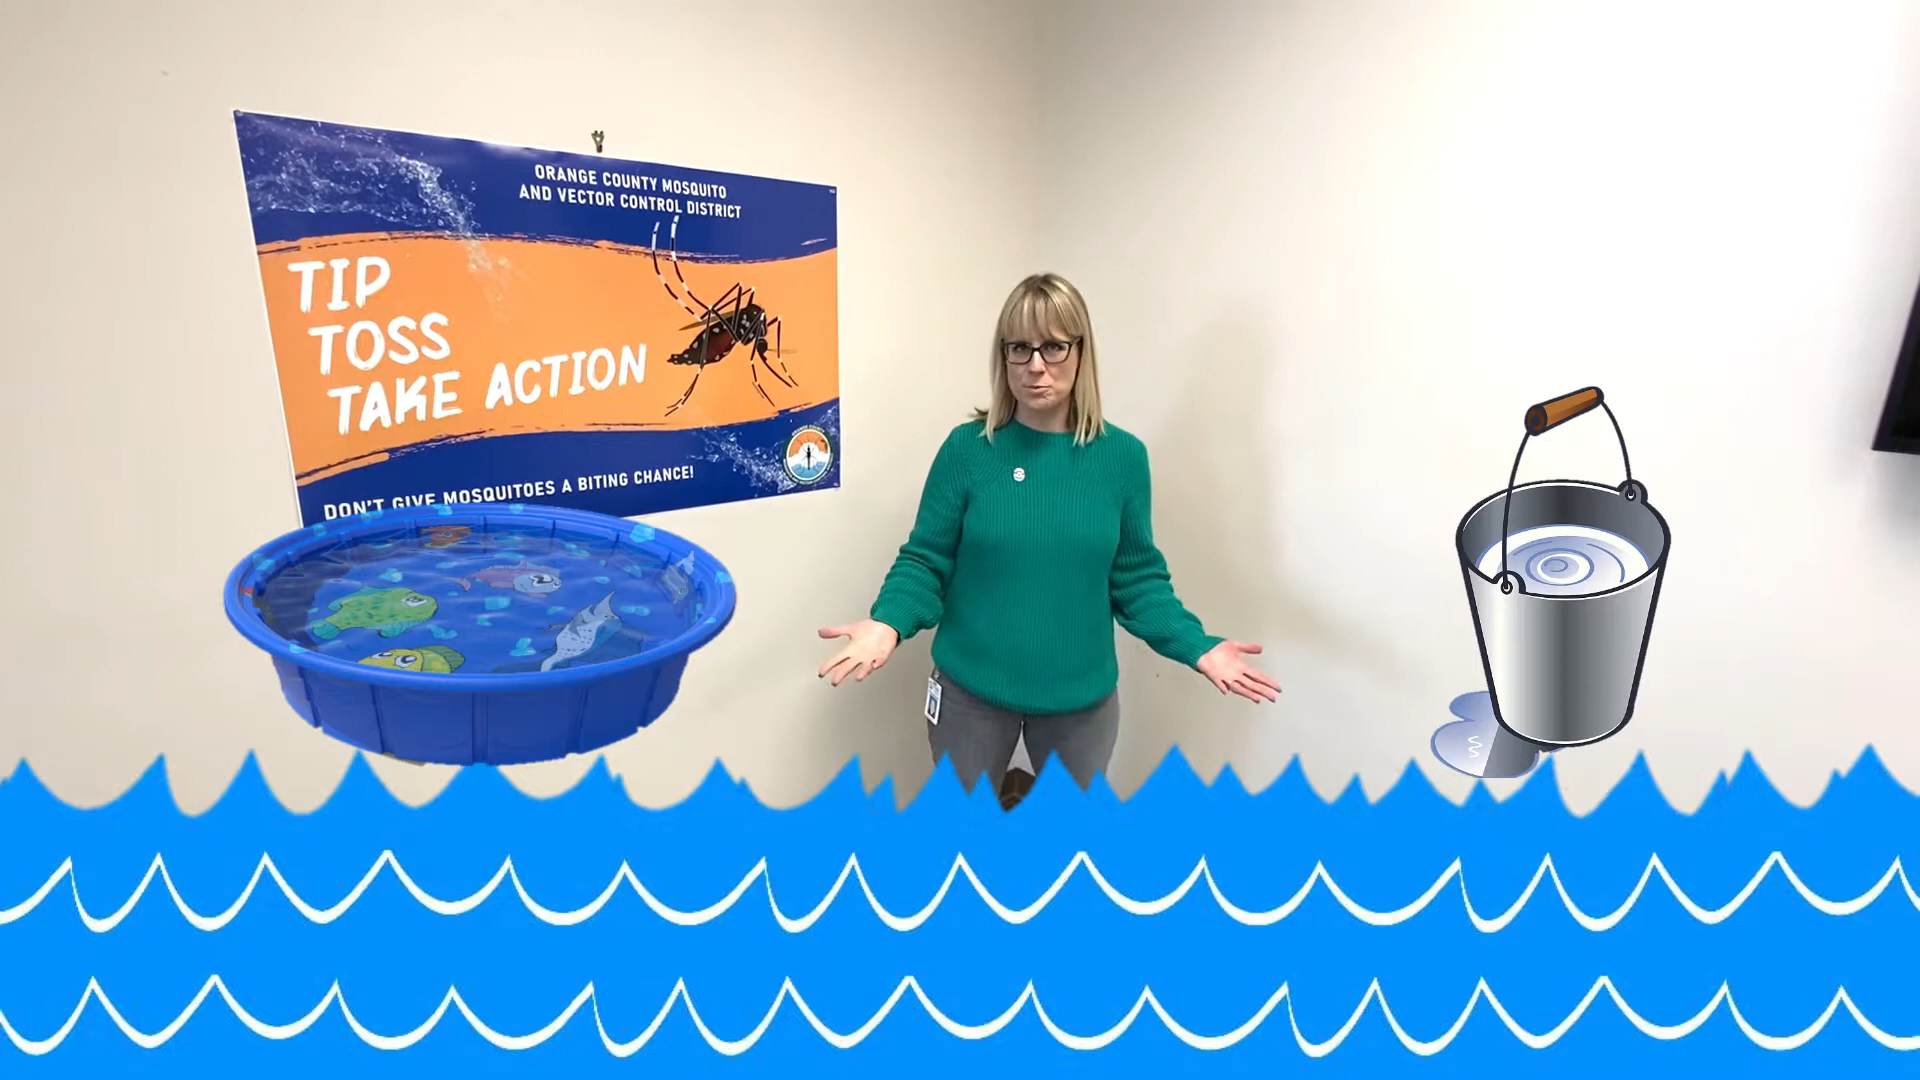 ORANGE COUNTY MOSQUITO
AND VECTOR CONTROL DISTRICT
TIP
TOSS
TAKE ACTION
DON'T GIVE MOSQUITOES A BITING CHANCE!